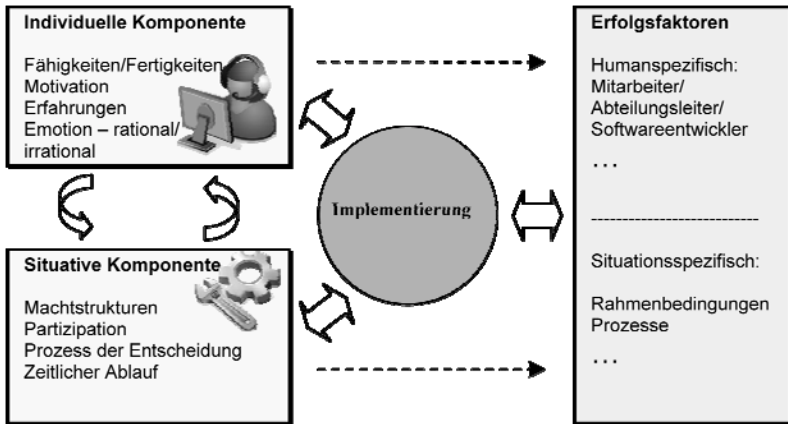 Individuelle Komponente
Fähigkeiten/Fertigkeiten
Motivation
Erfahrungen
Emotion – rational/
irrational
Situative Komponente
Machtstrukturen
Partizipation
Prozess der Entscheidung
Zeitlicher Ablauf
Implementierung
Erfolgsfaktoren
Humanspezifisch:
Mitarbeiter/
Abteilungsleiter/
Softwareentwickler
...
---------------------------
Situationsspezifisch:
Rahmenbedingungen
Prozesse
...